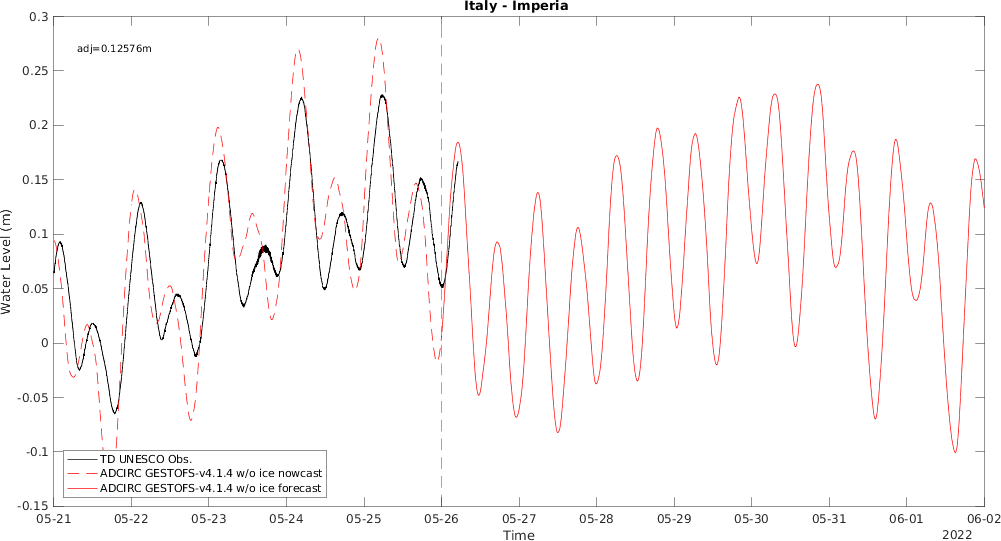 Italy - Imperia
adj=0.12576m
Water Level (m)
0.3
0.25
0.2
0.15
0.1
0.05
0
-0.05
-0.1
-0.15
TD UNESCO Obs.
ADCIRC GESTOFS-v4.1.4 w/o ice nowcast
ADCIRC GESTOFS-v4.1.4 w/o ice forecast
05-21 05-22 05-23 05-24 05-25 05-26 05-27 05-28 05-29 05-30 05-31 06-01 06-02
Time
2022